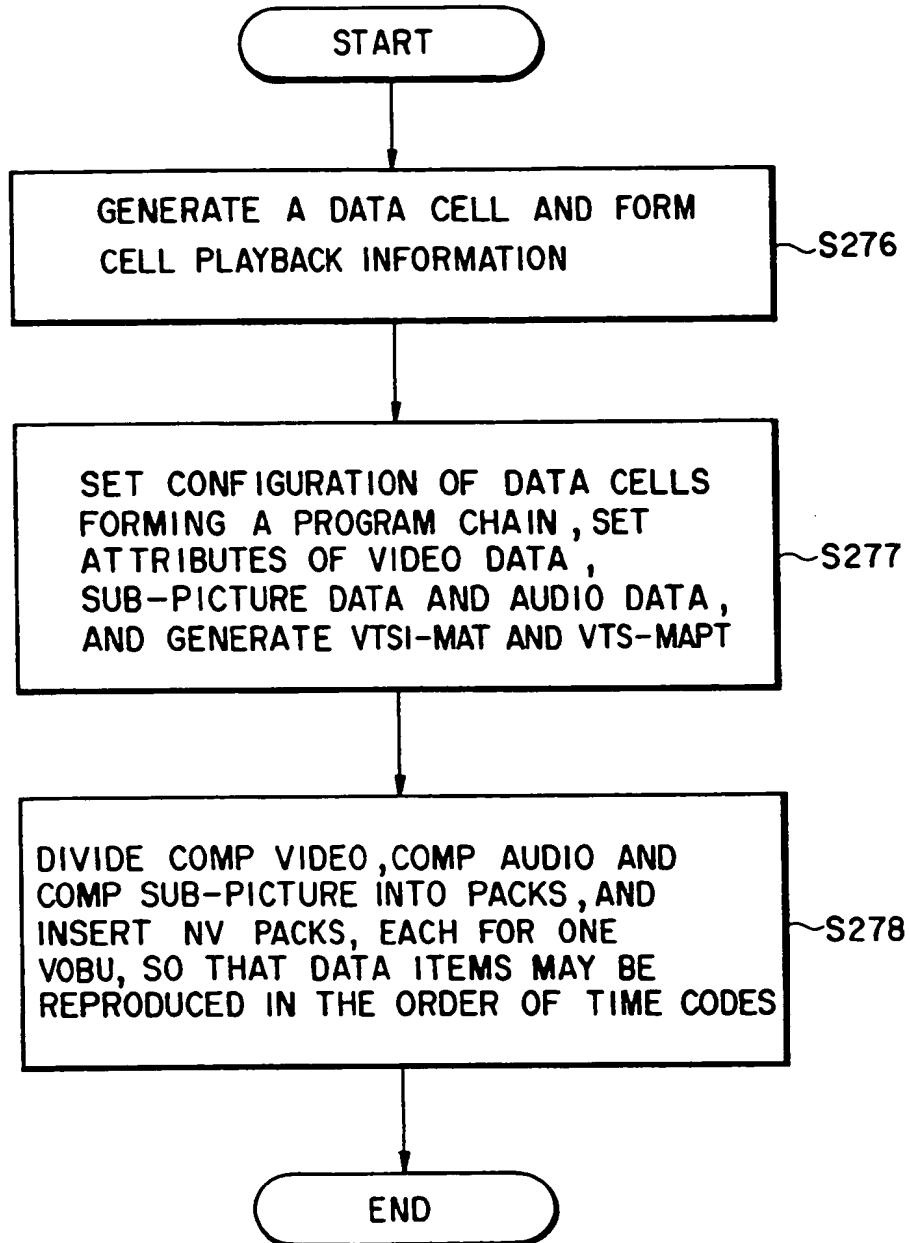 START
GENERATE A DATA CELL AND FORM
CELL PLAYBACK INFORMATION
S276
SET CONFIGURATION OF DATA CELLS
FORMING A PROGRAM CHAIN, SET
ATTRIBUTES OF VIDEO DATA,
SUB-PICTURE DATA AND AUDIO DATA,
AND GENERATE VTSI-MAT AND VTS-MAPT
S277
DIVIDE COMP VIDEO, COMP AUDIO AND
COMP SUB-PICTURE INTO PACKS, AND
INSERT NV PACKS, EACH FOR ONE
VOBU, SO THAT DATA ITEMS MAY BE
REPRODUCED IN THE ORDER OF TIME CODES
S278
END